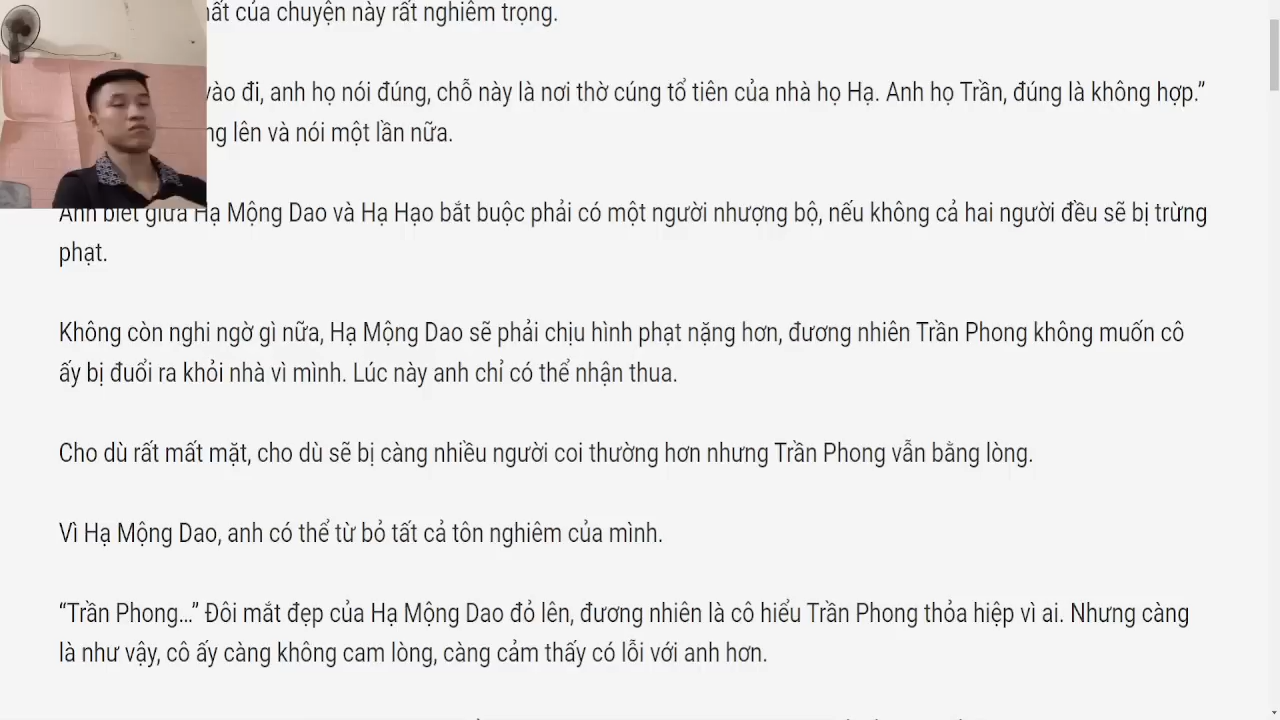 của chuyện này rất nghiêm trọng.
đi, anh họ nói đúng, chỗ này là nơi thờ cúng tổ tiên của nhà họ Hạ. Anh họ Trần, đúng là không hợp.”
lên và nói một lần nữa.
Anh biết giữa Hạ Mộng Dao và Hạ Hạo bắt buộc phải có một người nhượng bộ, nếu không cả hai người đều sẽ bị trừng
phạt.
Không còn nghi ngờ gì nữa, Hạ Mộng Dao sẽ phải chịu hình phạt nặng hơn, đương nhiên Trần Phong không muốn cô
ấy bị đuổi ra khỏi nhà vì mình. Lúc này anh chỉ có thể nhận thua.
Cho dù rất mất mặt, cho dù sẽ bị càng nhiều người coi thường hơn nhưng Trần Phong vẫn bằng lòng.
Vì Hạ Mộng Dao, anh có thể từ bỏ tất cả tôn nghiêm của mình.
“Trần Phong…” Đôi mắt đẹp của Hạ Mộng Dao đỏ lên, đương nhiên là cô hiểu Trần Phong thỏa hiệp vì ai. Nhưng càng
là như vậy, cô ấy càng không cam lòng, càng cảm thấy có lỗi với anh hơn.